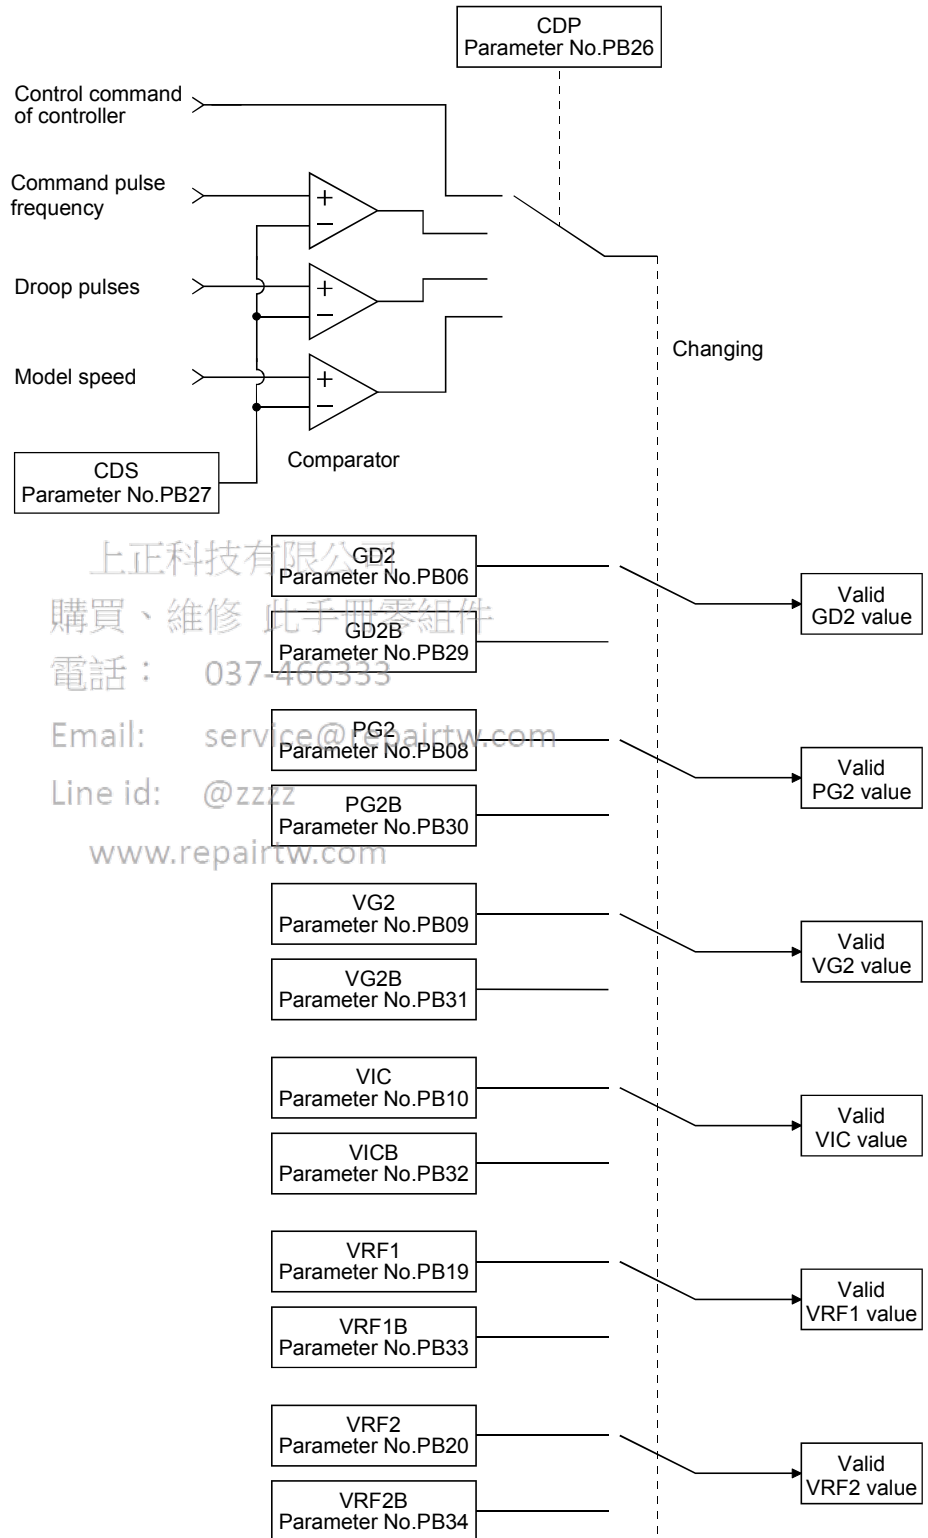 CDP
Parameter No.PB26
Control command
of controller
Command pulse
frequency
+
−
Droop pulses
+
−
Changing
Model speed
+
−
Comparator
CDS
Parameter No.PB27
上正科技有限公司
購買、維修 此手冊零組件
電話： 037-466333
Email: service@repairtw.com
Line id: @zzzz
www.repairtw.com
GD2
Parameter No.PB06
Valid
GD2 value
GD2B
Parameter No.PB29
PG2
Parameter No.PB08
Valid
PG2 value
PG2B
Parameter No.PB30
VG2
Parameter No.PB09
Valid
VG2 value
VG2B
Parameter No.PB31
VIC
Parameter No.PB10
Valid
VIC value
VICB
Parameter No.PB32
VRF1
Parameter No.PB19
Valid
VRF1 value
VRF1B
Parameter No.PB33
VRF2
Parameter No.PB20
Valid
VRF2 value
VRF2B
Parameter No.PB34